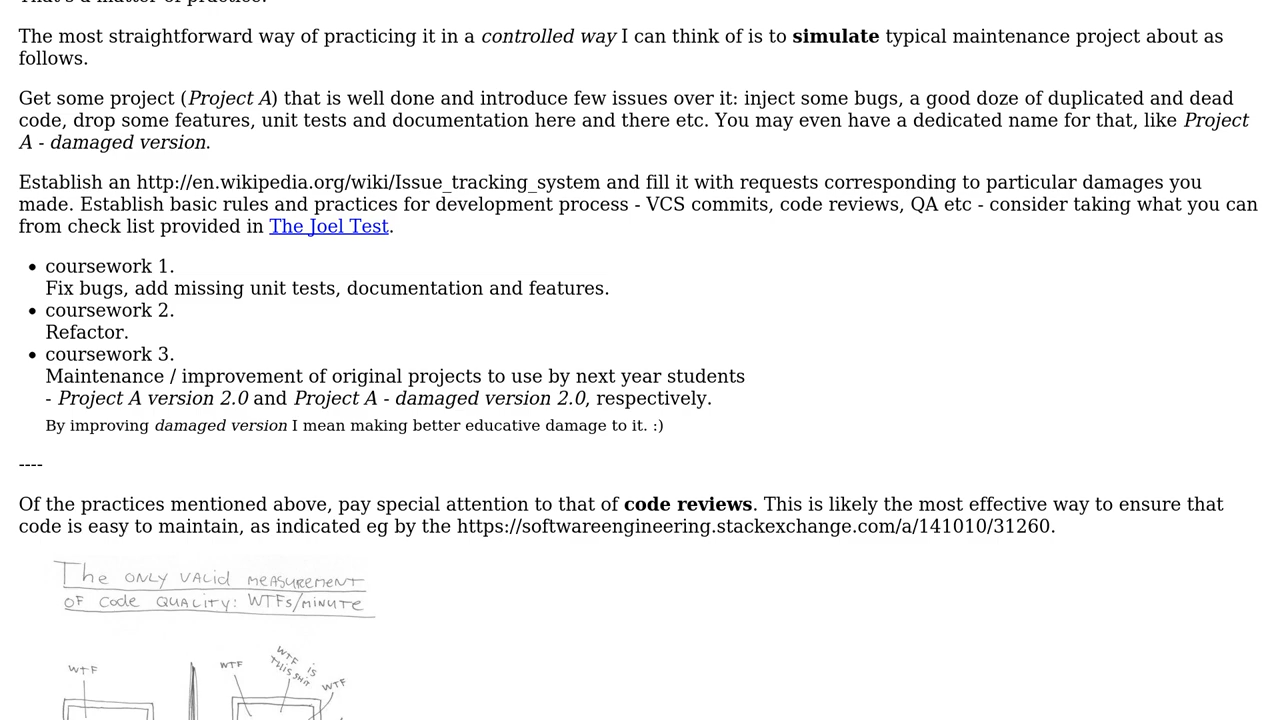 That's a matter of practice.
The most straightforward way of practicing it in a controlled way I can think of is to simulate typical maintenance project about as
follows.
Get some project (Project A) that is well done and introduce few issues over it: inject some bugs, a good doze of duplicated and dead
code, drop some features, unit tests and documentation here and there etc. You may even have a dedicated name for that, like Project
A - damaged version.
Establish an http://en.wikipedia.org/wiki/Issue_tracking_system and fill it with requests corresponding to particular damages you
made. Establish basic rules and practices for development process - VCS commits, code reviews, QA etc - consider taking what you can
from check list provided in The Joel Test.
• coursework 1.
Fix bugs, add missing unit tests, documentation and features.
• coursework 2.
Refactor.
• coursework 3.
Maintenance / improvement of original projects to use by next year students
- Project A version 2.0 and Project A - damaged version 2.0, respectively.
By improving damaged version I mean making better educative damage to it. :)
----
Of the practices mentioned above, pay special attention to that of code reviews. This is likely the most effective way to ensure that
code is easy to maintain, as indicated eg by the https://softwareengineering.stackexchange.com/a/141010/31260.
The ONLY VALID MEASUREMENT
OF Code QUALITY: WTFs/MINUTE
WTF
WTF
WTF IS
THIS SHIT
WTF